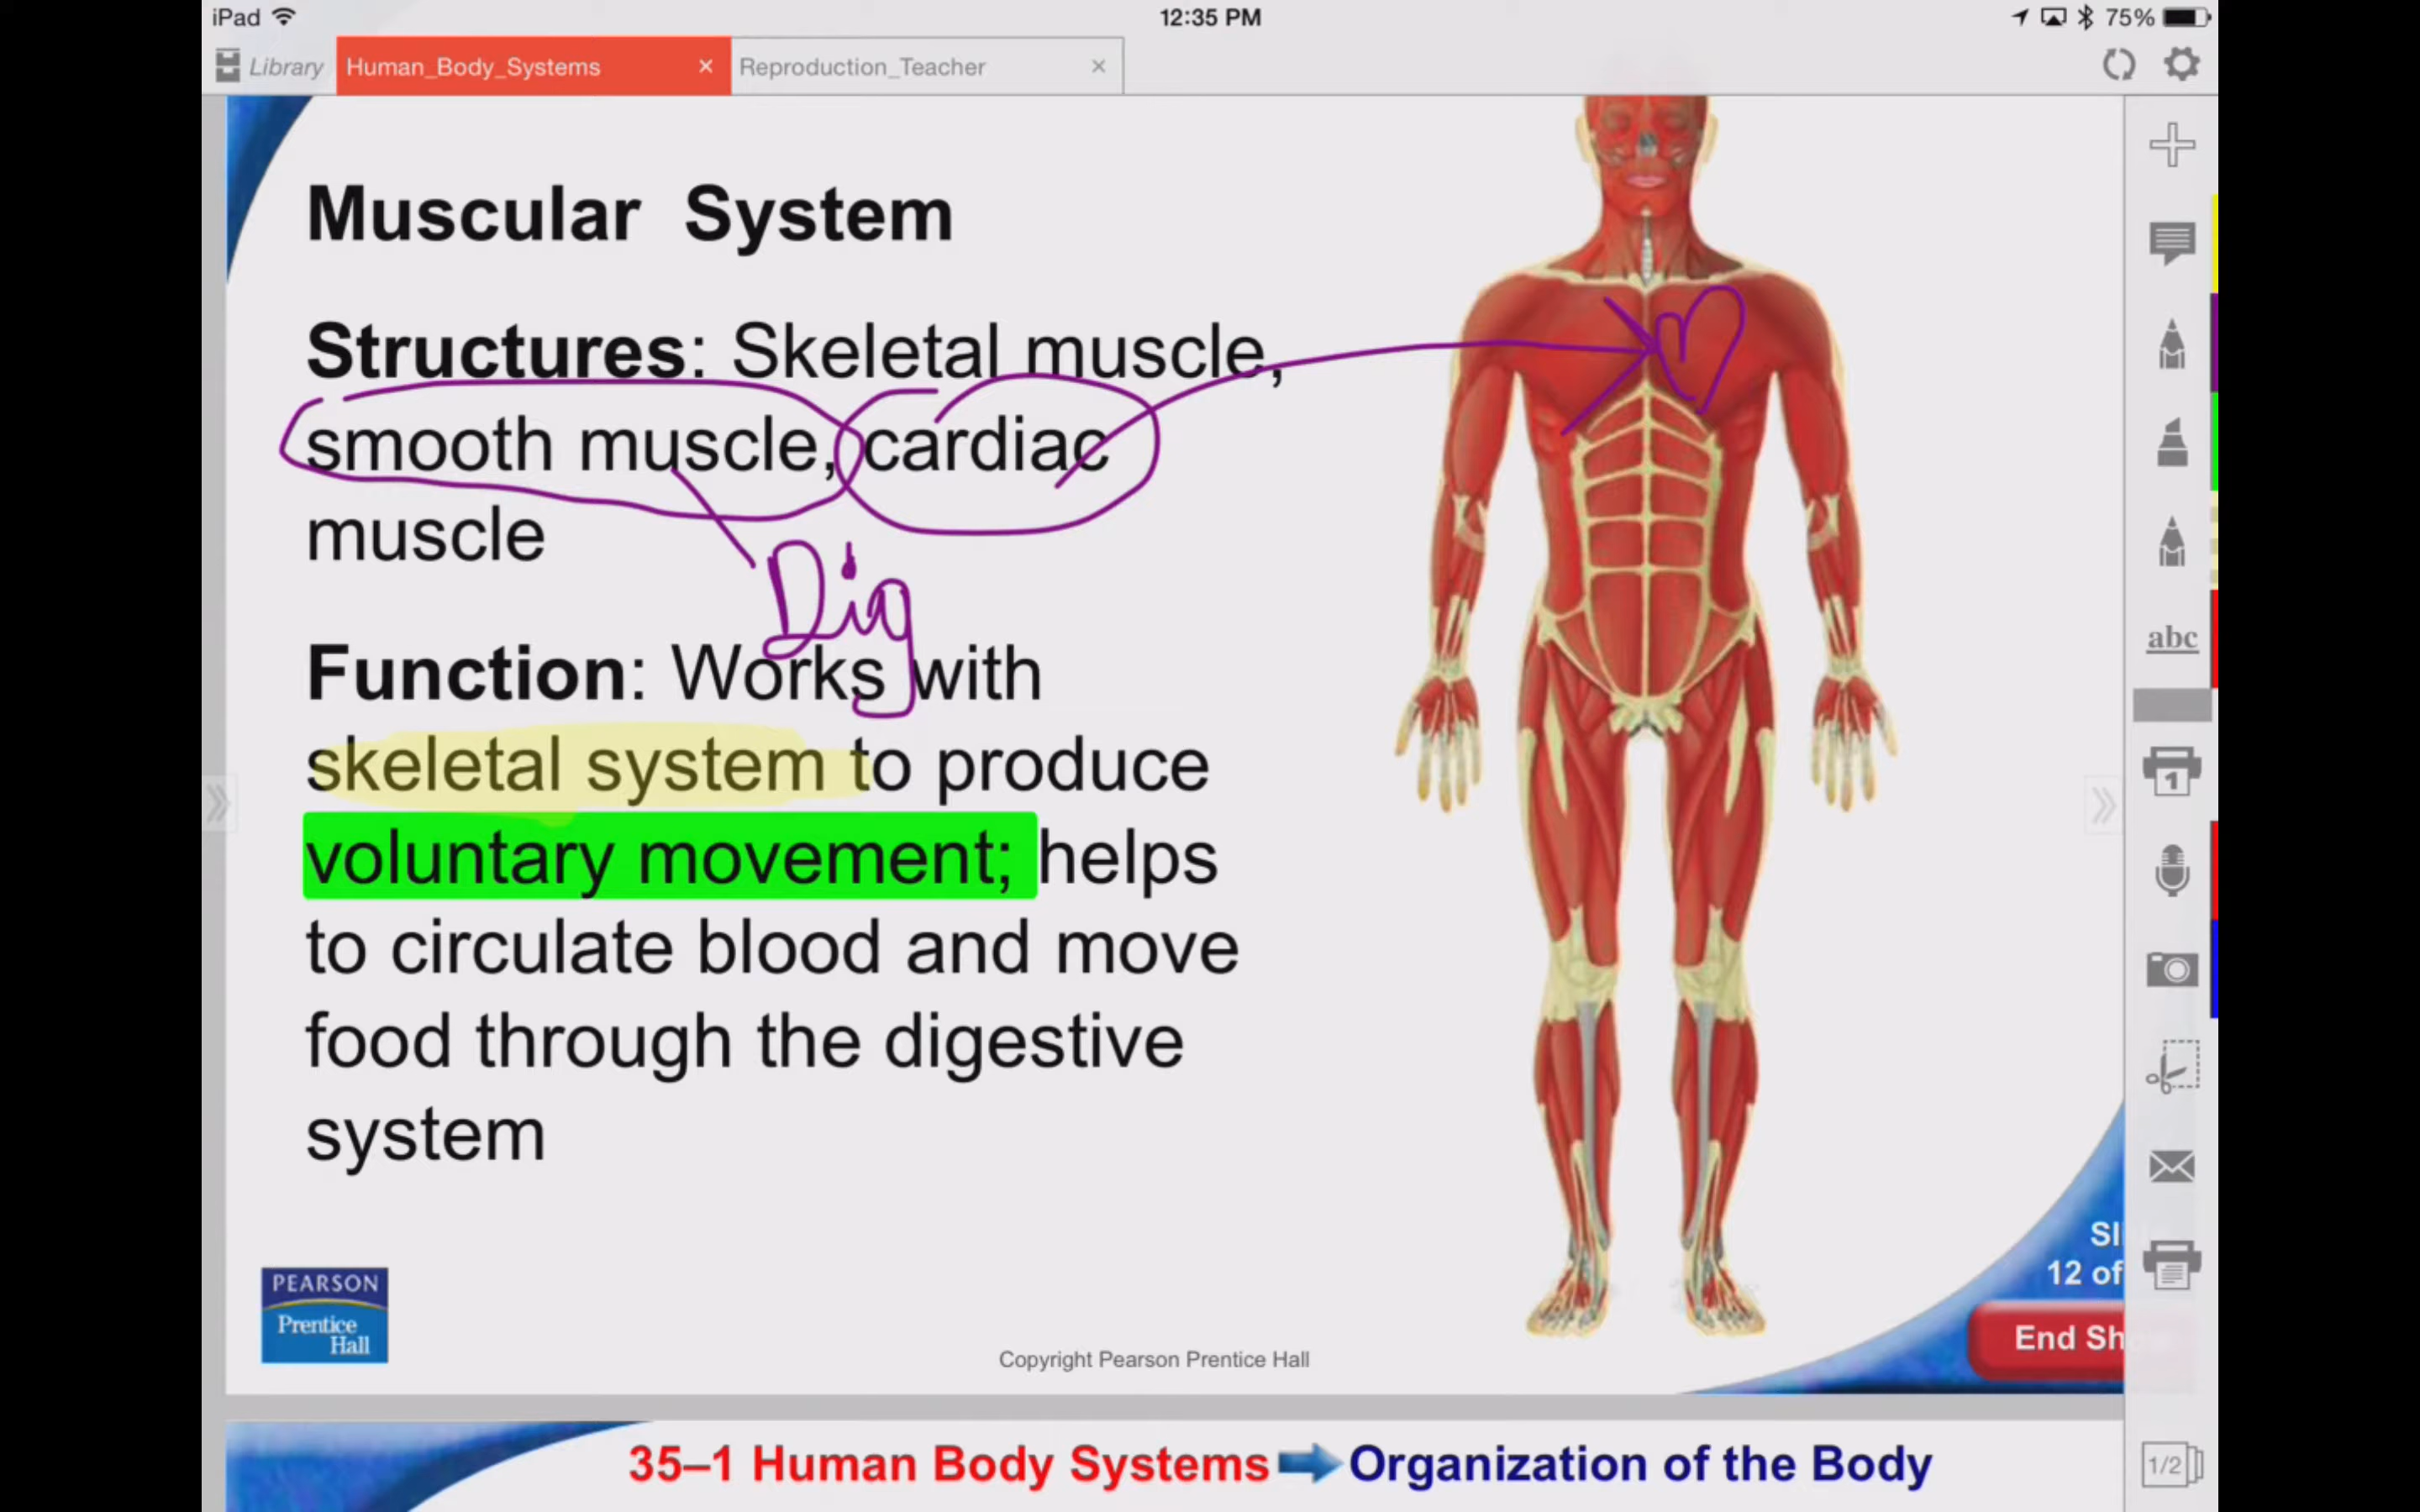 iPad 12:35 PM 75%
Library Human_Body_Systems × Reproduction_Teacher ×
Muscular System
Structures: Skeletal muscle,
smooth muscle, cardiac
muscle
Dig
Function: Works with
skeletal system to produce
voluntary movement; helps
to circulate blood and move
food through the digestive
system
abc
1
PEARSON
Prentice
Hall
Copyright Pearson Prentice Hall
Sl
12 of
End Sh
35–1 Human Body Systems Organization of the Body
1/2